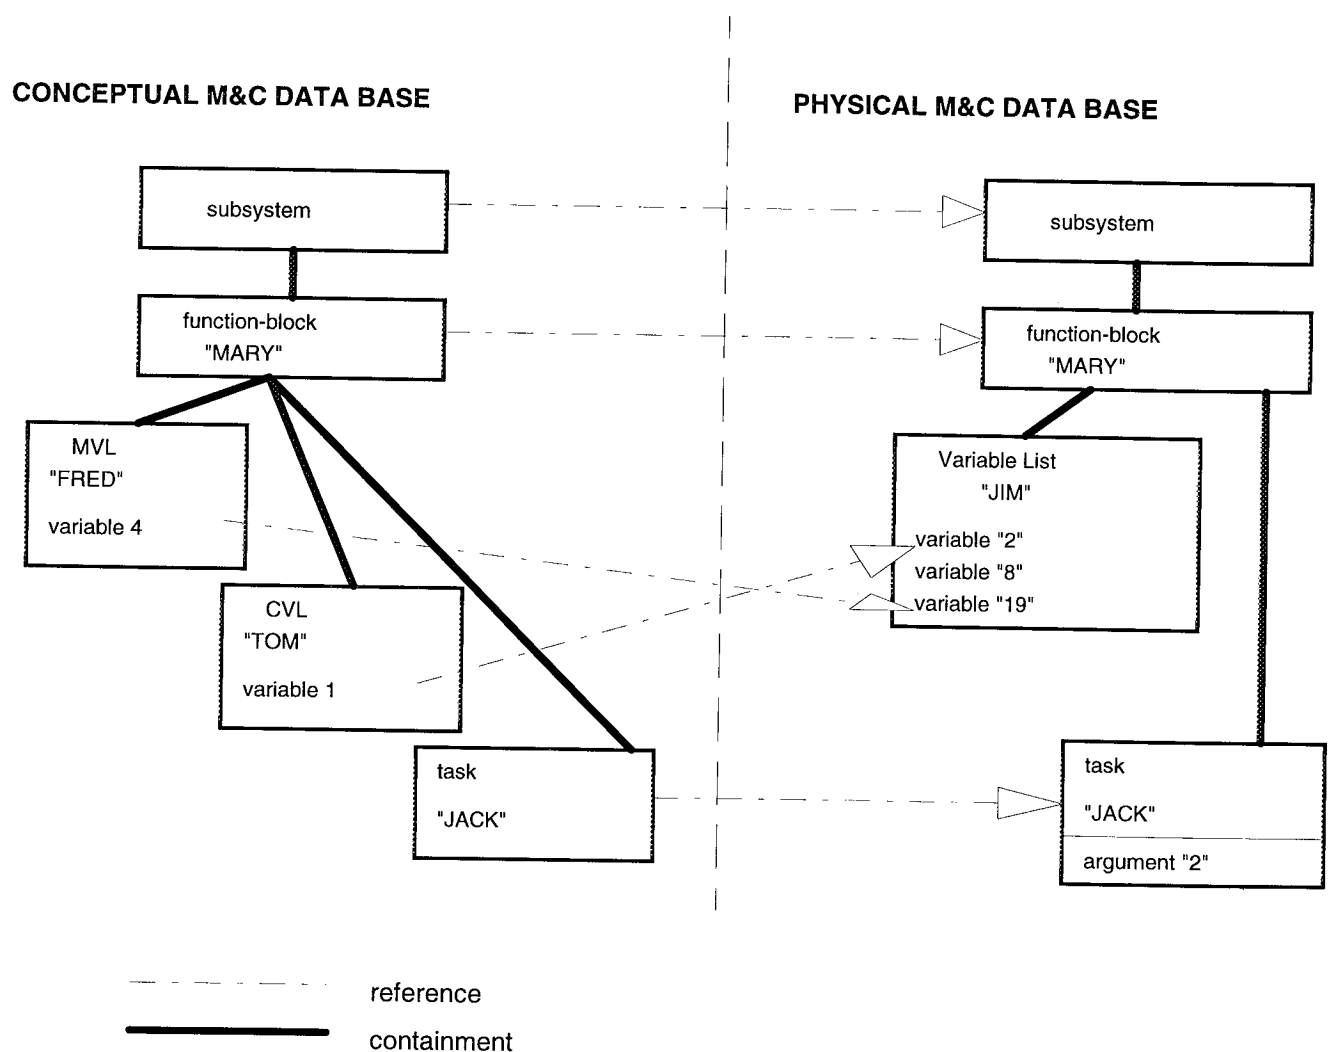 CONCEPTUAL M&C DATA BASE
subsystem
function-block
"MARY"
MVL
"FRED"
variable 4
CVL
"TOM"
variable 1
task
"JACK"
PHYSICAL M&C DATA BASE
subsystem
function-block
"MARY"
Variable List
"JIM"
variable "2"
variable "8"
variable "19"
task
"JACK"
argument "2"
reference
containment